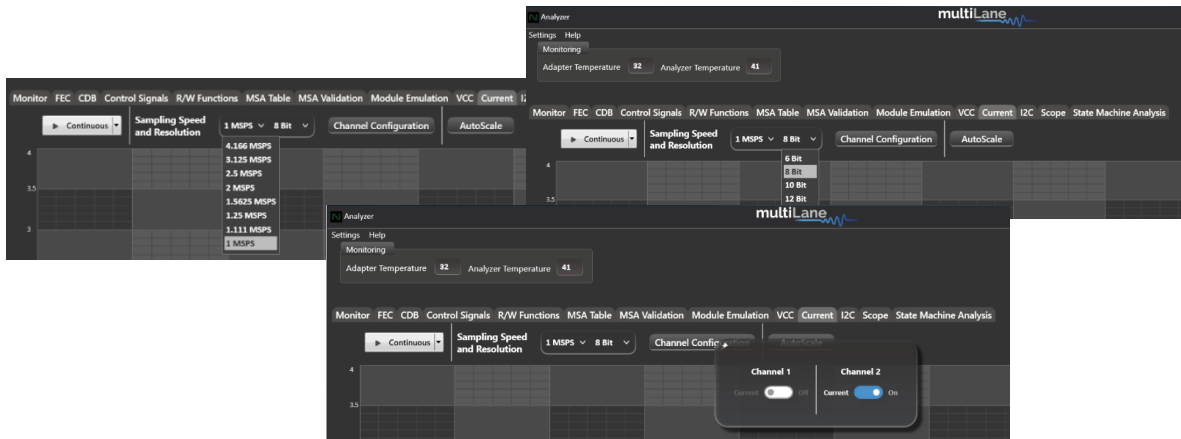 Monitor FEC CDB Control Signals R/W Functions MSA Table MSA Validation Module Emulation VCC Current
Continuous
Sampling Speed
and Resolution
1 MSPS 8 Bit
Channel Configuration
AutoScale
4.166 MSPS
3.125 MSPS
2.5 MSPS
2 MSPS
1.5625 MSPS
1.25 MSPS
1.111 MSPS
1 MSPS
4
3.5
3
Analyzer
multiLane
Settings Help
Monitoring
Adapter Temperature 32 Analyzer Temperature 41
Monitor FEC CDB Control Signals R/W Functions MSA Table MSA Validation Module Emulation VCC Current I2C Scope State Machine Analysis
Continuous
Sampling Speed
and Resolution
1 MSPS 8 Bit
Channel Configuration
AutoScale
6 Bit
8 Bit
10 Bit
12 Bit
4
3.5
Analyzer
multiLane
Settings Help
Monitoring
Adapter Temperature 32 Analyzer Temperature 41
Monitor FEC CDB Control Signals R/W Functions MSA Table MSA Validation Module Emulation VCC Current I2C Scope State Machine Analysis
Continuous
Sampling Speed
and Resolution
1 MSPS 8 Bit
Channel Configuration
AutoScale
Channel 1 Channel 2
Current Off Current On
4
3.5